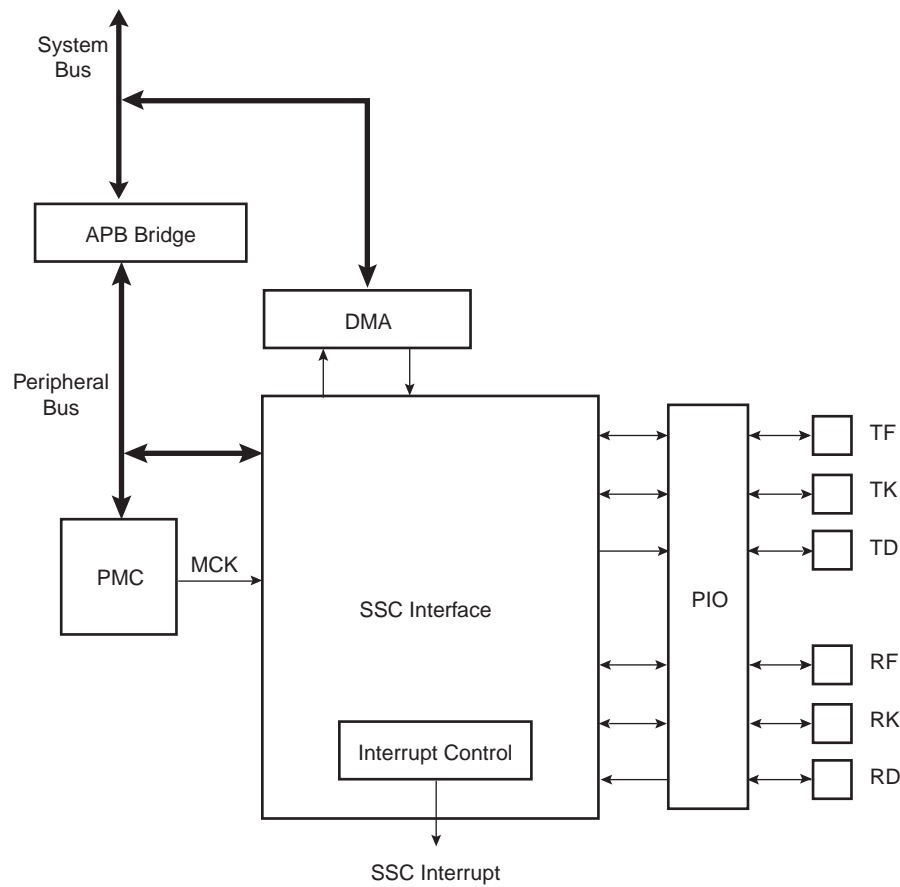 System
Bus
APB Bridge
DMA
Peripheral
Bus
PMC
MCK
SSC Interface
Interrupt Control
SSC Interrupt
PIO
TF
TK
TD
RF
RK
RD